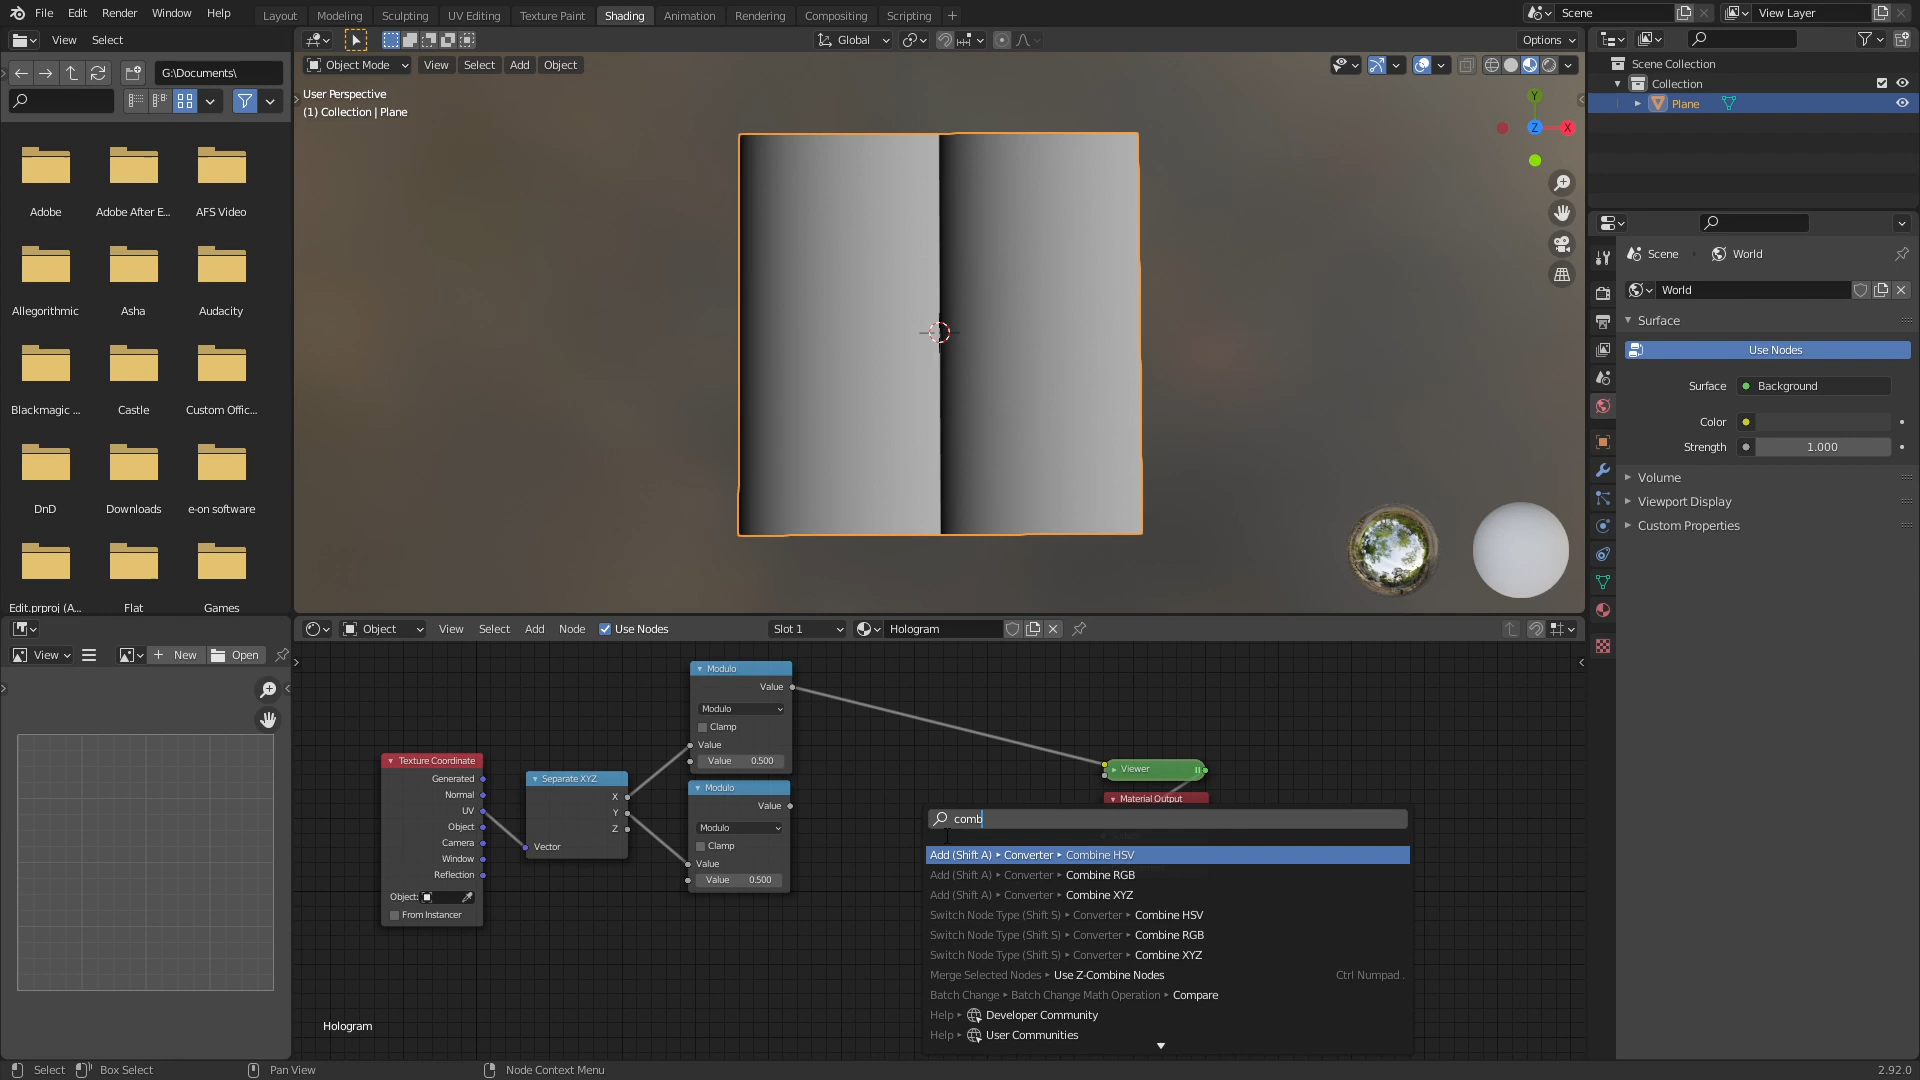 File Edit Render Window Help
Layout Modeling Sculpting UV Editing Texture Paint Shading Animation Rendering Compositing Scripting
Scene
View Layer
View Select
Global
Options
G:\Documents\
Object Mode View Select Add Object
User Perspective
(1) Collection | Plane
Adobe
Adobe After E...
AFS Video
Allegorithmic
Asha
Audacity
Blackmagic ...
Castle
Custom Offic...
DnD
Downloads
e-on software
Edit.prproj (A...
Flat
Games
Y
Z
X
Scene Collection
Collection
Plane
Scene
World
World
Surface
Use Nodes
Surface
Background
Color
Strength
1.000
Volume
Viewport Display
Custom Properties
Object View Select Add Node Use Nodes
Slot 1
Hologram
View
New
Open
Texture Coordinate
Generated
Normal
UV
Object
Camera
Window
Reflection
Object:
From Instancer
Separate XYZ
X
Y
Z
Vector
Modulo
Value
Modulo
Clamp
Value
Value 0.500
Modulo
Value
Modulo
Clamp
Value
Value 0.500
Viewer
Material Output
comb
Add (Shift A) Converter Combine HSV
Add (Shift A) Converter Combine RGB
Add (Shift A) Converter Combine XYZ
Switch Node Type (Shift S) Converter Combine HSV
Switch Node Type (Shift S) Converter Combine RGB
Switch Node Type (Shift S) Converter Combine XYZ
Merge Selected Nodes Use Z-Combine Nodes Ctrl Numpad .
Batch Change Batch Change Math Operation Compare
Help Developer Community
Help User Communities
Hologram
Select
Box Select
Pan View
Node Context Menu
2.92.0